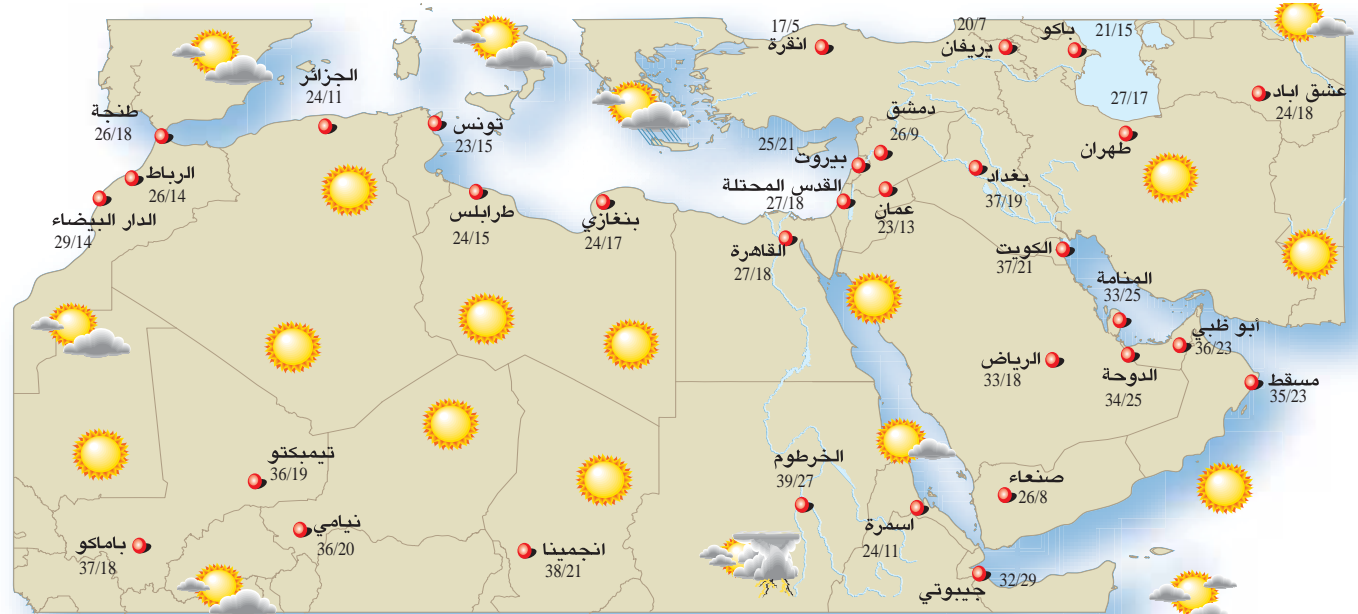 17/5
انقرة
20/7
يريفان
باكو
21/15
عشق اباد
24/18
27/17
طهران
الجزائر
24/11
طنجة
26/18
تونس
23/15
دمشق
26/9
25/21
بيروت
الرباط
26/14
القدس المحتلة
27/18
بغداد
37/19
عمان
23/13
الدار البيضاء
29/14
طرابلس
24/15
بنغازي
24/17
القاهرة
27/18
الكويت
37/21
المنامة
33/25
أبو ظبي
36/23
الرياض
33/18
الدوحة
34/25
مسقط
35/23
تيمبكتو
36/19
الخرطوم
39/27
صنعاء
26/8
اسمرة
24/11
نيامي
36/20
باماكو
37/18
انجمينا
38/21
32/29
جيبوتي